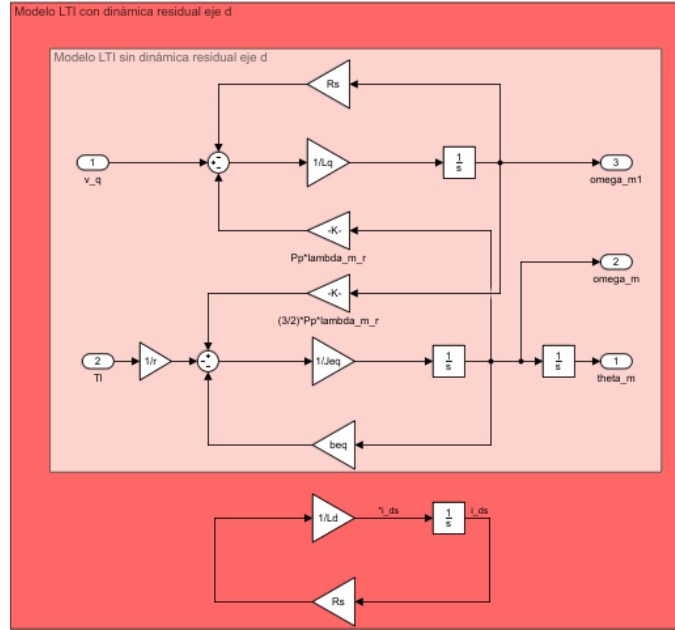 Modelo LTI con dinámica residual eje d
Modelo LTI sin dinámica residual eje d
Rs
1
v_q
1/Lq
1
s
3
omega_m1
-K-
Pp*lambda_m_r
2
omega_m
-K-
(3/2)*Pp*lambda_m_r
2
Tl
1/r
1/Jeq
1
s
1
s
1
theta_m
beq
1/Ld
*i_ds
1
s
i_ds
Rs